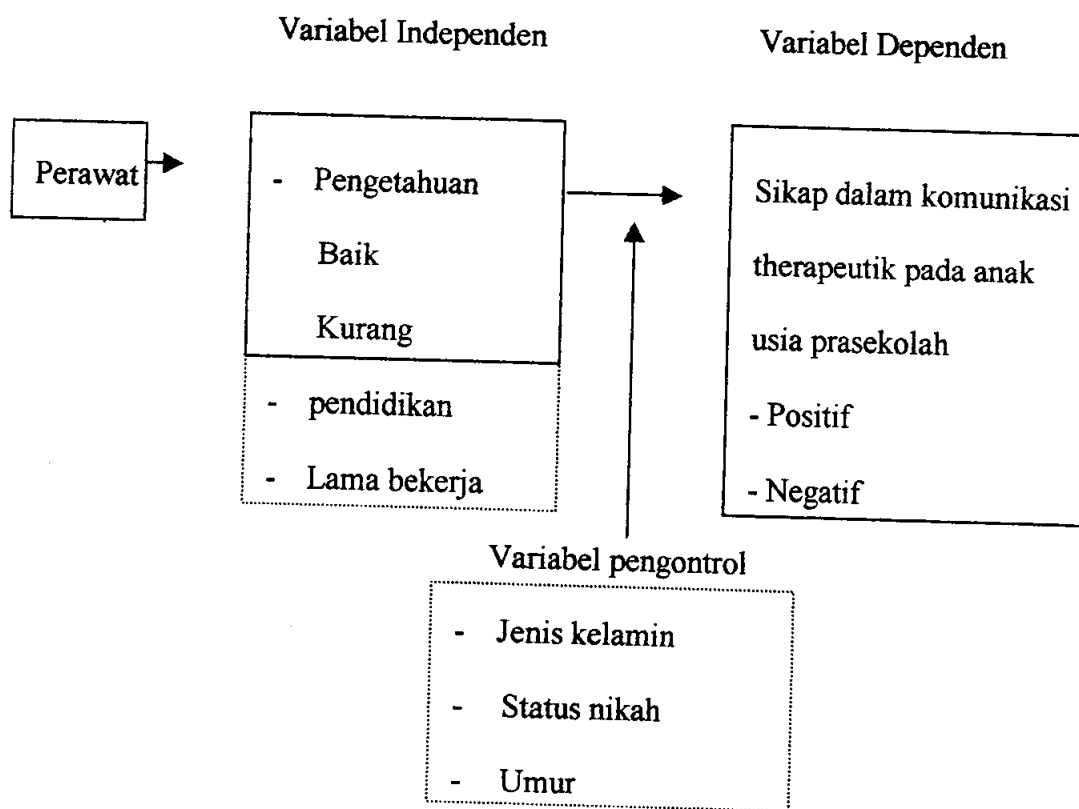 Variabel Independen
Variabel Dependen
Perawat
- Pengetahuan
Baik
Kurang
- pendidikan
- Lama bekerja
Sikap dalam komunikasi
therapeutik pada anak
usia prasekolah
- Positif
- Negatif
Variabel pengontrol
- Jenis kelamin
- Status nikah
- Umur